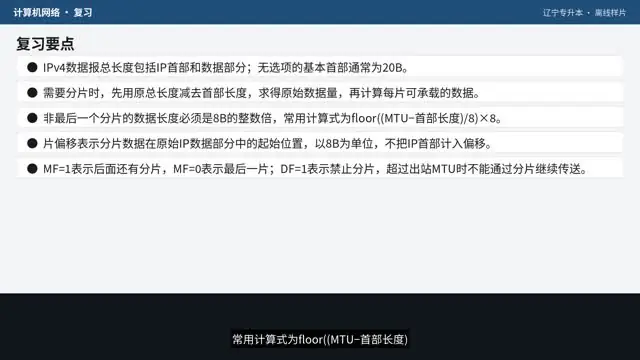 计算机网络 • 复习
辽宁专升本 • 离线样片
复习要点
● IPv4数据报总长度包括IP首部和数据部分；无选项的基本首部通常为20B。
● 需要分片时，先用原总长度减去首部长度，求得原始数据量，再计算每片可承载的数据。
● 非最后一个分片的数据长度必须是8B的整数倍，常用计算式为floor((MTU−首部长度)/8)×8。
● 片偏移表示分片数据在原始IP数据部分中的起始位置，以8B为单位，不把IP首部计入偏移。
● MF=1表示后面还有分片，MF=0表示最后一片；DF=1表示禁止分片，超过出站MTU时不能通过分片继续传送。
常用计算式为floor((MTU−首部长度)